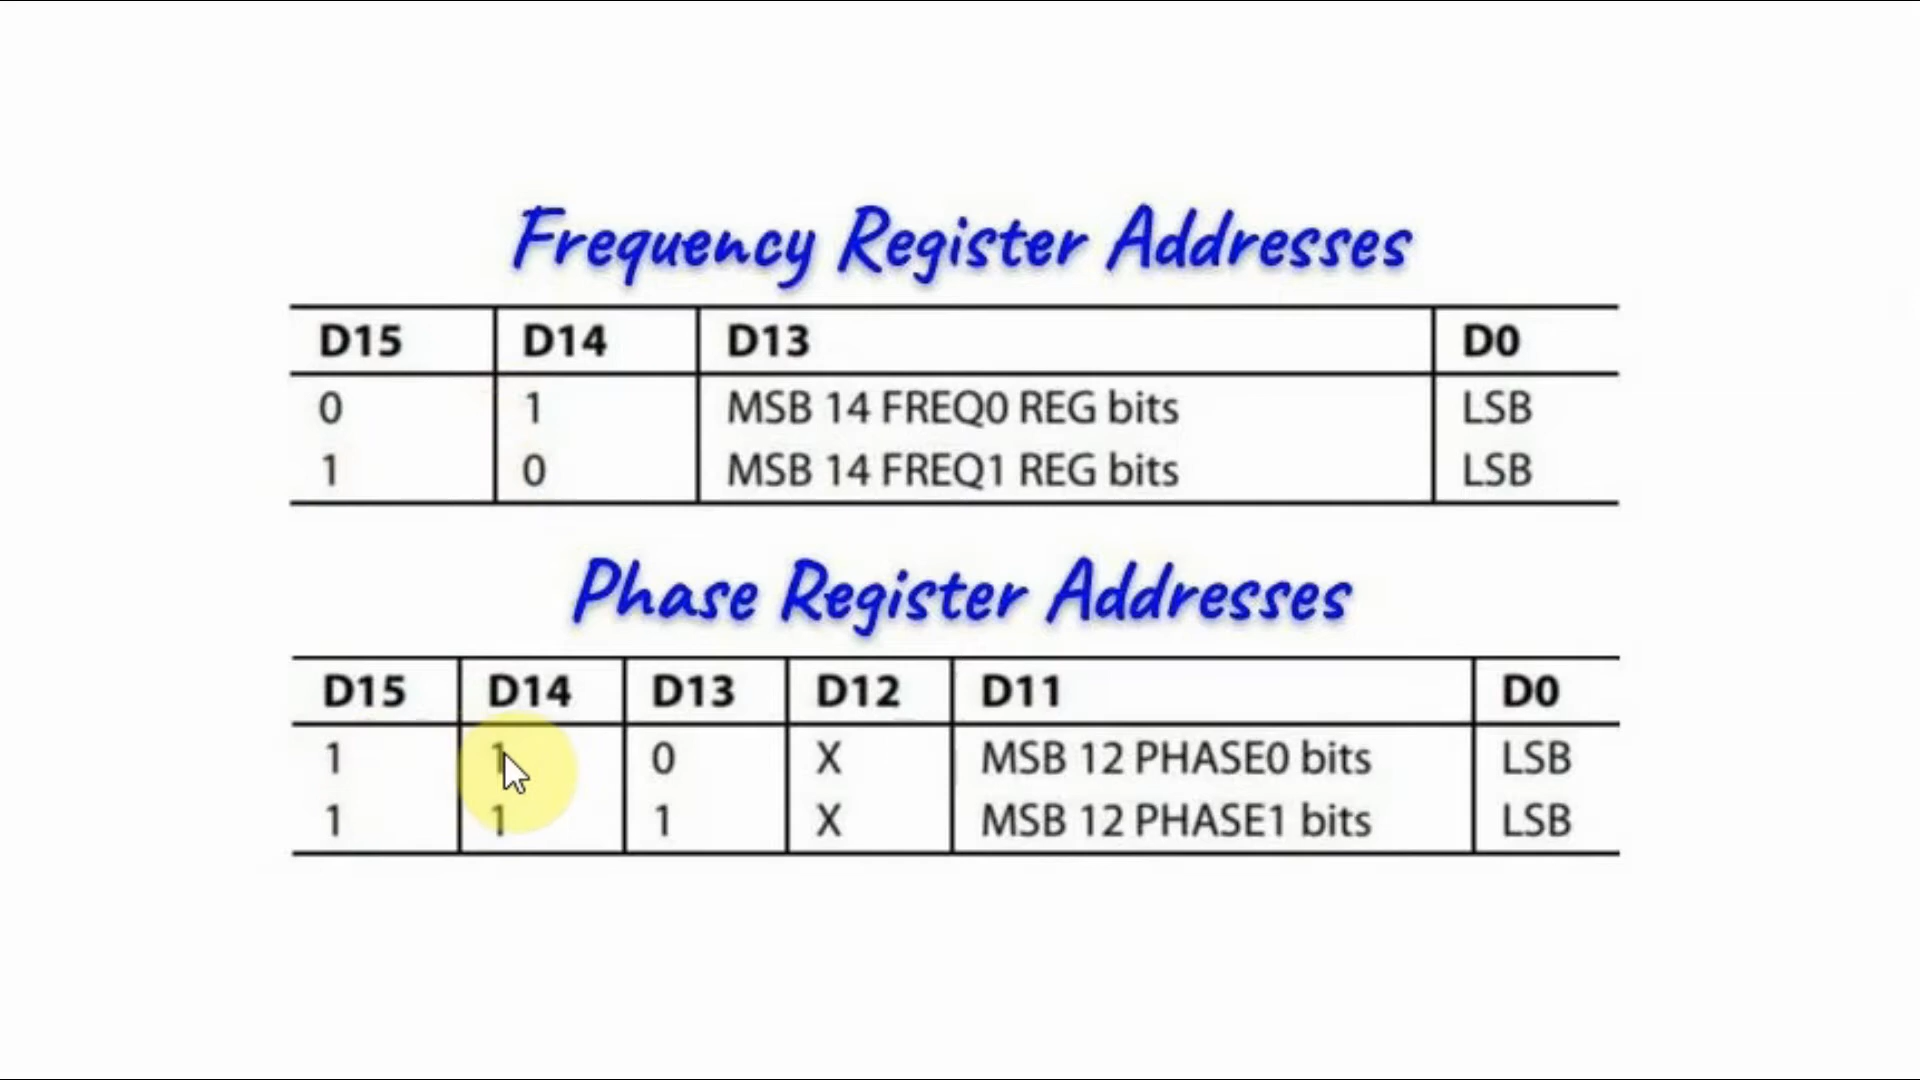 Frequency Register Addresses
D15 D14 D13 D0
0 1 MSB 14 FREQ0 REG bits LSB
1 0 MSB 14 FREQ1 REG bits LSB
Phase Register Addresses
D15 D14 D13 D12 D11 D0
1 1 0 X MSB 12 PHASE0 bits LSB
1 1 1 X MSB 12 PHASE1 bits LSB